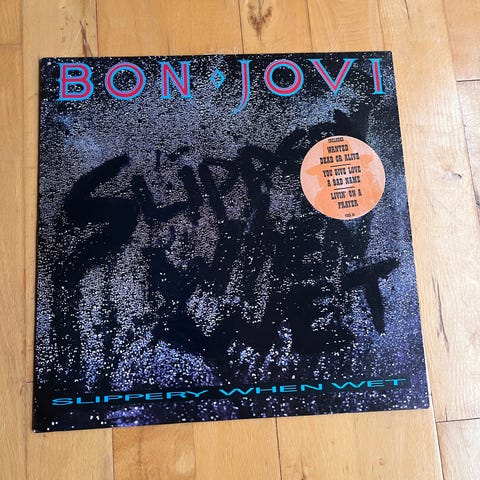 BON JOVI
INCLUDES
WANTED
DEAD OR ALIVE
YOU GIVE LOVE
A BAD NAME
LIVIN' ON A
PRAYER
SLIPPERY
WHEN
WET
SLIPPERY WHEN WET